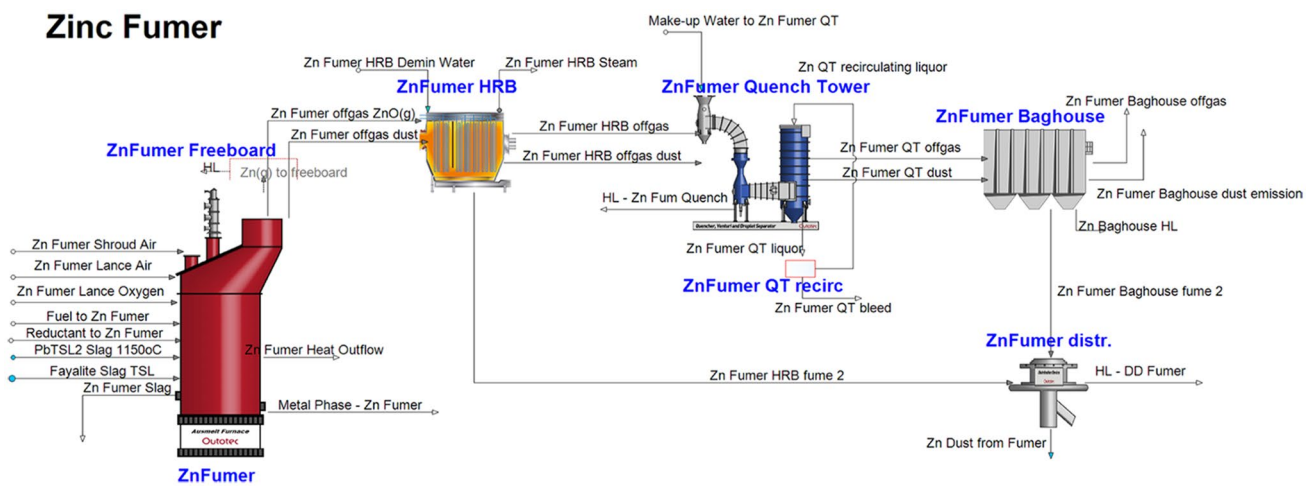 Zinc Fumer
Make-up Water to Zn Fumer QT
Zn Fumer HRB Demin Water
Zn Fumer HRB Steam
Zn QT recirculating liquor
ZnFumer HRB
ZnFumer Quench Tower
Zn Fumer Baghouse offgas
Zn Fumer offgas ZnO(g)
ZnFumer Baghouse
Zn Fumer HRB offgas
Zn Fumer offgas dust
ZnFumer Freeboard
Zn Fumer QT offgas
Zn Fumer HRB offgas dust
HL
Zn(g) to freeboard
Zn Fumer QT dust
Zn Fumer Baghouse dust emission
HL - Zn Fum Quench
Quencher, Venturi and Droplet Separator
Outotec
Zn Baghouse HL
Zn Fumer Shroud Air
Zn Fumer QT liquor
Zn Fumer Lance Air
ZnFumer QT recirc
Zn Fumer Lance Oxygen
Zn Fumer Baghouse fume 2
Zn Fumer QT bleed
Fuel to Zn Fumer
Reductant to Zn Fumer
ZnFumer distr.
PbTSL2 Slag 1150oC
Zn Fumer Heat Outflow
Fayalite Slag TSL
HL - DD Fumer
Zn Fumer HRB fume 2
Zn Fumer Slag
Metal Phase - Zn Fumer
Ausmelt Furnace
Outotec
Zn Dust from Fumer
ZnFumer